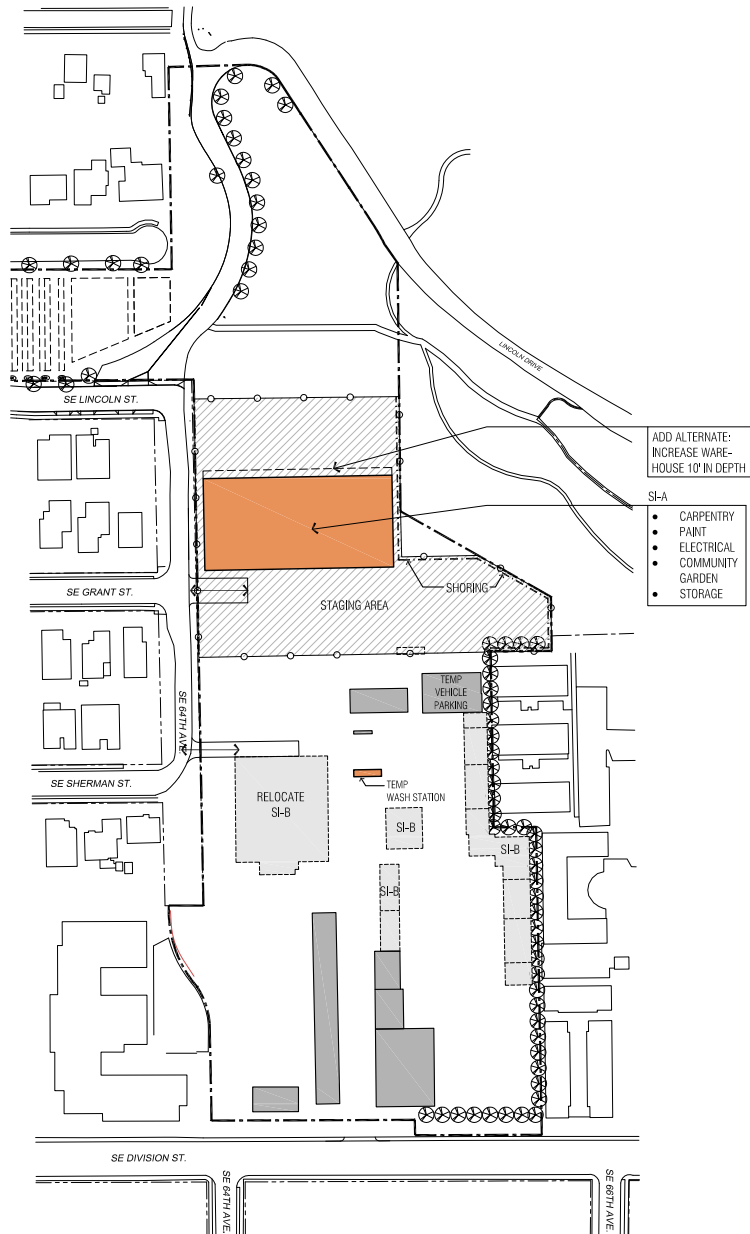 LINCOLN DRIVE
SE LINCOLN ST.
ADD ALTERNATE:
INCREASE WARE-
HOUSE 10' IN DEPTH
SI-A
• CARPENTRY
• PAINT
• ELECTRICAL
• COMMUNITY
GARDEN
• STORAGE
SE GRANT ST.
SHORING
STAGING AREA
TEMP
VEHICLE
PARKING
SE 64TH AVE.
SE SHERMAN ST.
TEMP
WASH STATION
RELOCATE
SI-B
SI-B
SI-B
SI-B
SE DIVISION ST.
SE 64TH AVE.
SE 66TH AVE.